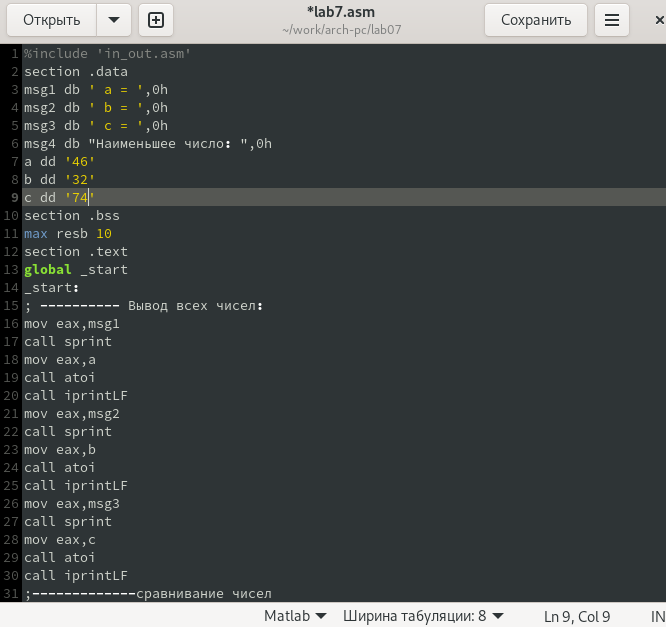 Открыть
*lab7.asm
~/work/arch-pc/lab07
Сохранить
1 %include 'in_out.asm'
2 section .data
3 msg1 db ' a = ',0h
4 msg2 db ' b = ',0h
5 msg3 db ' c = ',0h
6 msg4 db "Наименьшее число: ",0h
7 a dd '46'
8 b dd '32'
9 c dd '74'
10 section .bss
11 max resb 10
12 section .text
13 global _start
14 _start:
15 ; ---------- Вывод всех чисел:
16 mov eax,msg1
17 call sprint
18 mov eax,a
19 call atoi
20 call iprintLF
21 mov eax,msg2
22 call sprint
23 mov eax,b
24 call atoi
25 call iprintLF
26 mov eax,msg3
27 call sprint
28 mov eax,c
29 call atoi
30 call iprintLF
31 ;-------------сравнивание чисел
Matlab Ширина табуляции: 8 Ln 9, Col 9 IN